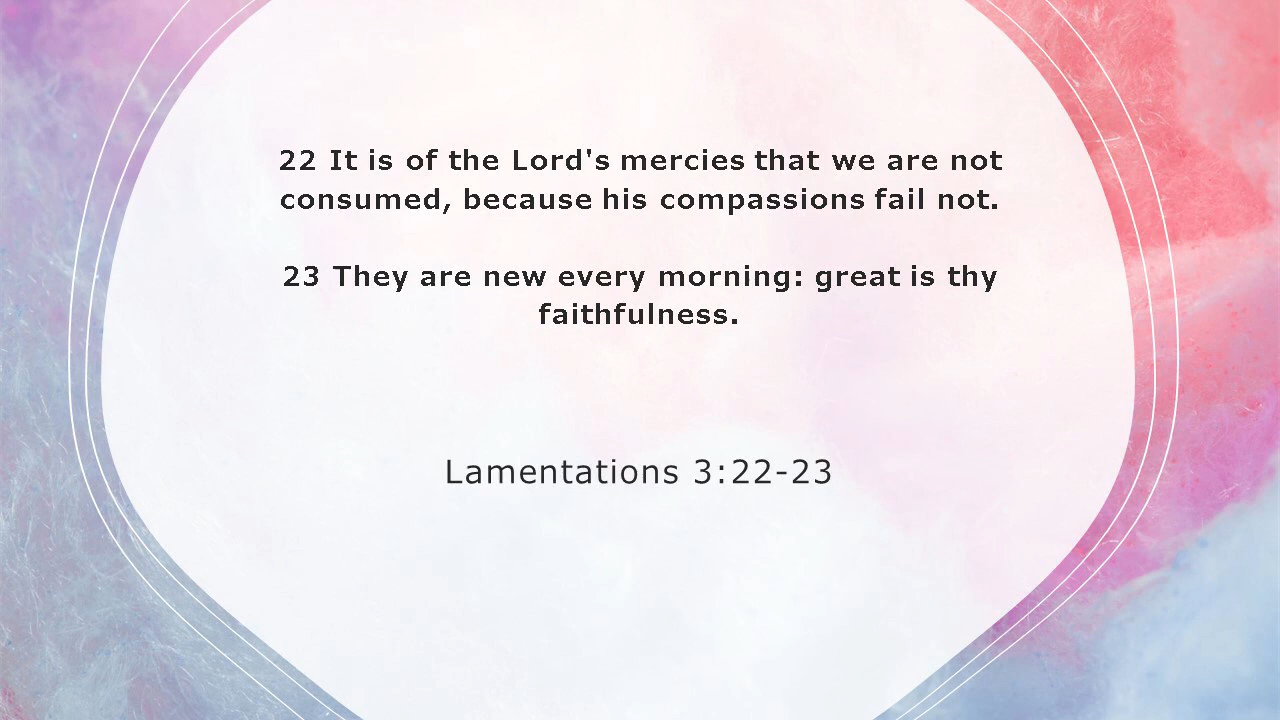 22 It is of the Lord's mercies that we are not
consumed, because his compassions fail not.
23 They are new every morning: great is thy
faithfulness.
Lamentations 3:22-23